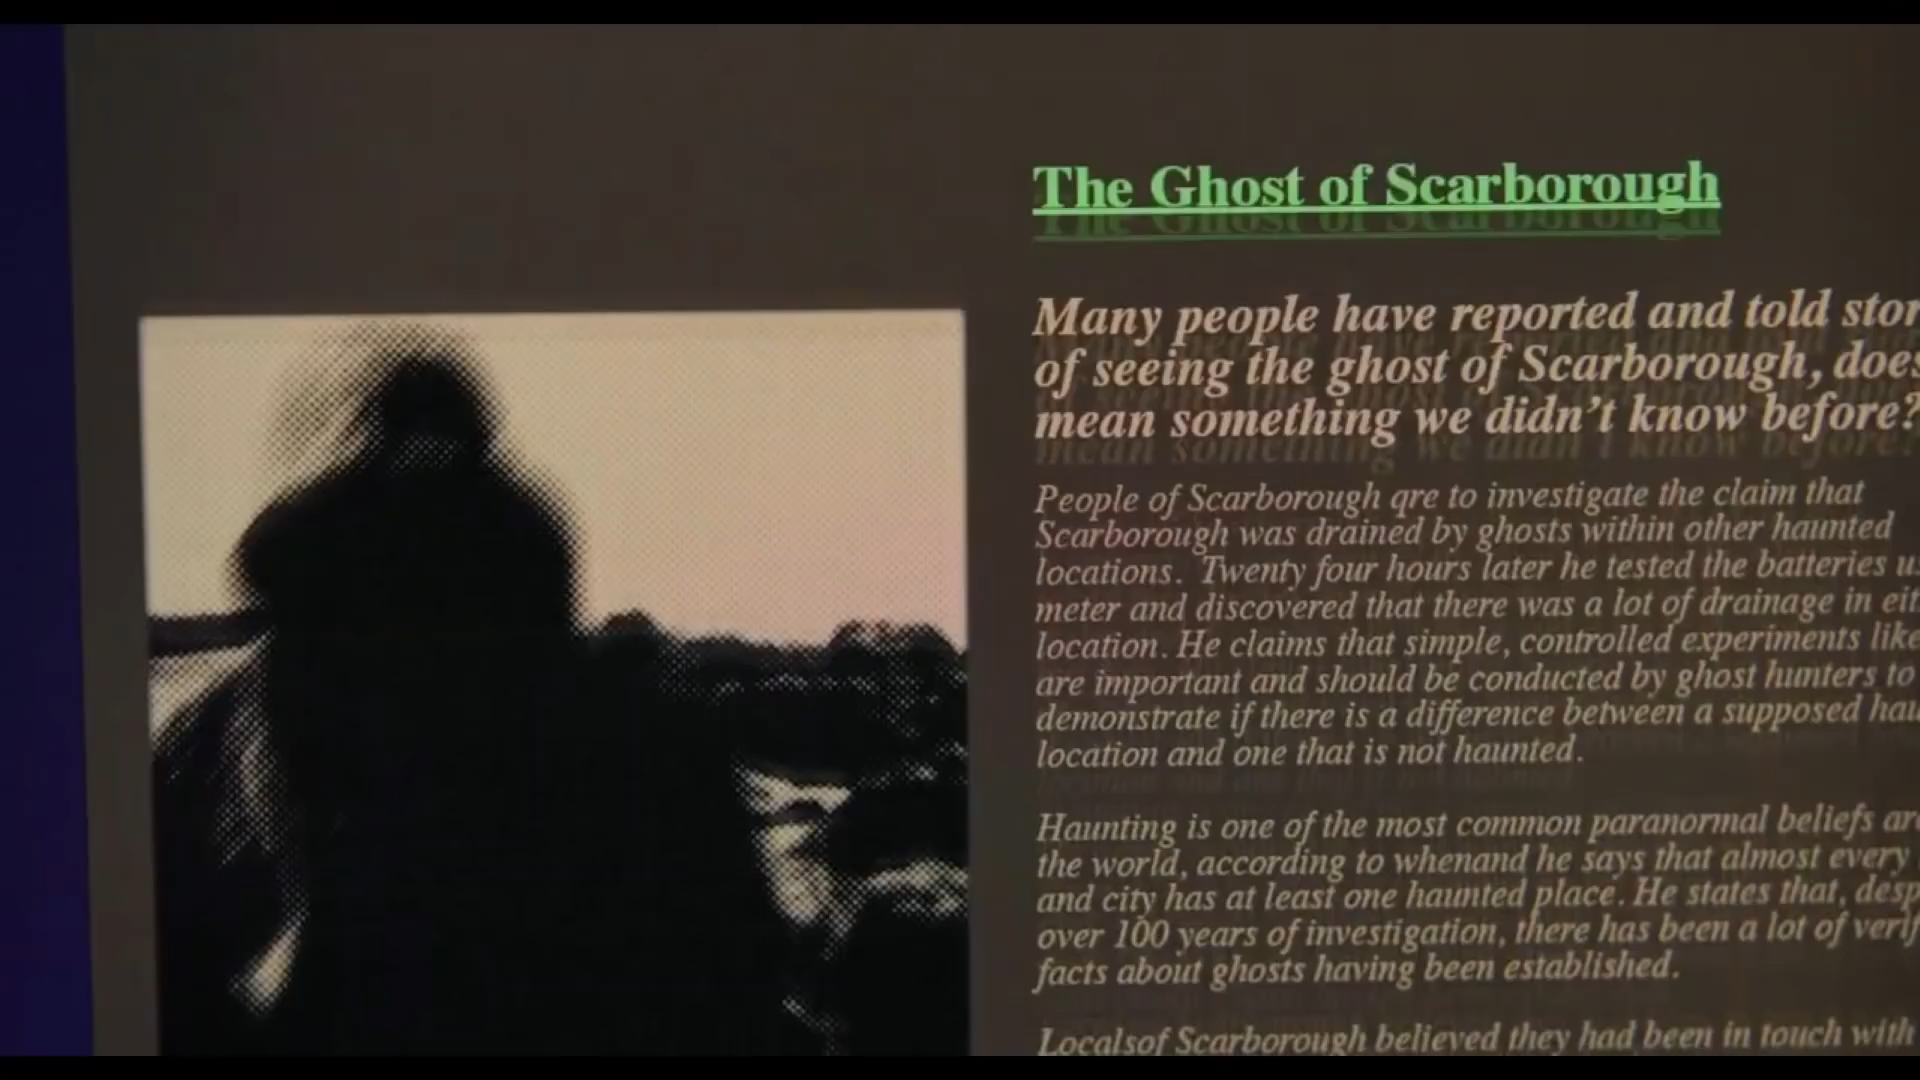 The Ghost of Scarborough
Many people have reported and told
of seeing the ghost of Scarborough,
mean something we didn't know before?
People of Scarborough qre to investigate the claim that
Scarborough was drained by ghosts within other haunted
locations. Twenty four hours later he tested the batteries
meter and discovered that there was a lot of drainage in
location. He claims that simple, controlled experiments like
are important and should be conducted by ghost hunters to
demonstrate if there is a difference between a supposed
location and one that is not haunted.
Haunting is one of the most common paranormal beliefs
the world, according to whenand he says that almost every
and city has at least one haunted place. He states that,
over 100 years of investigation, there has been a lot of
facts about ghosts having been established.
Localsof Scarborough believed they had been in touch with